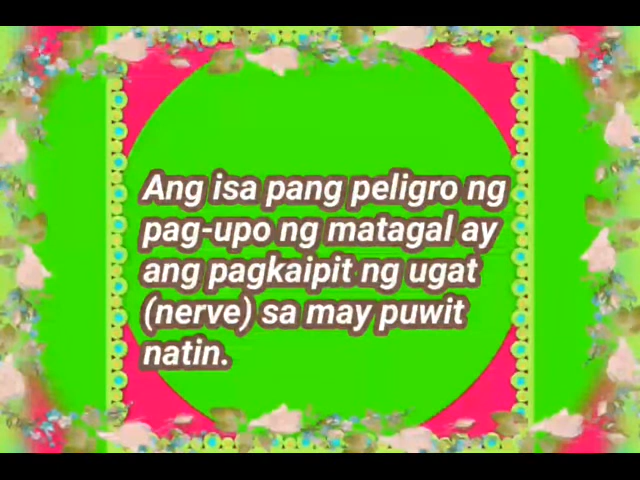 Ang isa pang peligro ng
pag-upo ng matagal ay
ang pagkaipit ng ugat
(nerve) sa may puwit
natin.